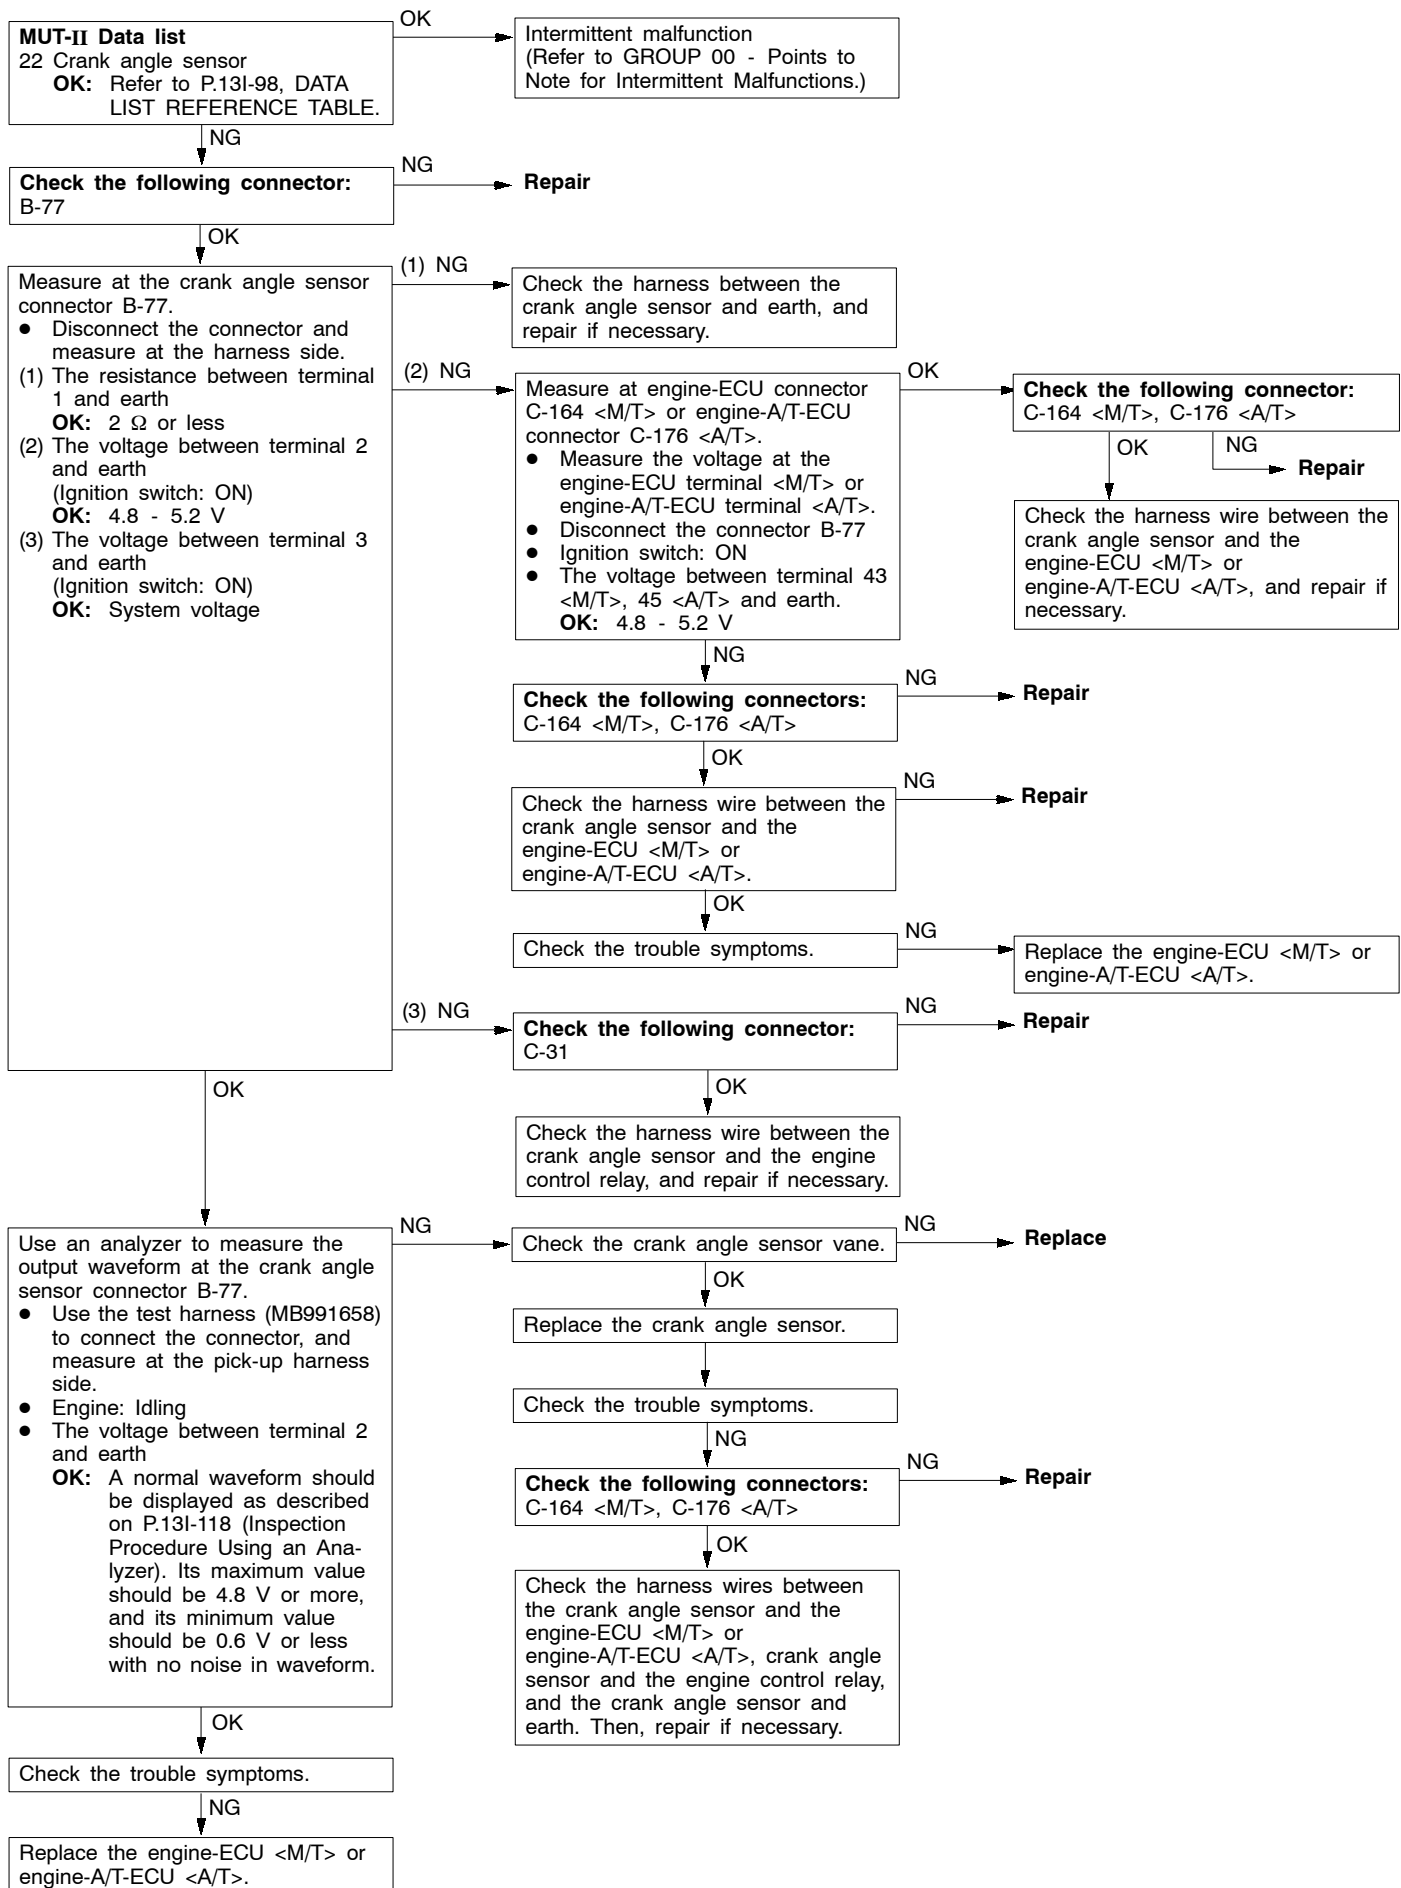 MUT-II Data list
22 Crank angle sensor
OK: Refer to P.13I-98, DATA
LIST REFERENCE TABLE.
OK
Intermittent malfunction
(Refer to GROUP 00 - Points to
Note for Intermittent Malfunctions.)
NG
Check the following connector:
B-77
NG
Repair
OK
Measure at the crank angle sensor
connector B-77.
● Disconnect the connector and
measure at the harness side.
(1) The resistance between terminal
1 and earth
OK: 2 Ω or less
(2) The voltage between terminal 2
and earth
(Ignition switch: ON)
OK: 4.8 - 5.2 V
(3) The voltage between terminal 3
and earth
(Ignition switch: ON)
OK: System voltage
(1) NG
Check the harness between the
crank angle sensor and earth, and
repair if necessary.
(2) NG
Measure at engine-ECU connector
C-164 <M/T> or engine-A/T-ECU
connector C-176 <A/T>.
● Measure the voltage at the
engine-ECU terminal <M/T> or
engine-A/T-ECU terminal <A/T>.
● Disconnect the connector B-77
● Ignition switch: ON
● The voltage between terminal 43
<M/T>, 45 <A/T> and earth.
OK: 4.8 - 5.2 V
OK
Check the following connector:
C-164 <M/T>, C-176 <A/T>
OK
NG
Repair
Check the harness wire between the
crank angle sensor and the
engine-ECU <M/T> or
engine-A/T-ECU <A/T>, and repair if
necessary.
NG
Check the following connectors:
C-164 <M/T>, C-176 <A/T>
NG
Repair
OK
Check the harness wire between the
crank angle sensor and the
engine-ECU <M/T> or
engine-A/T-ECU <A/T>.
NG
Repair
OK
Check the trouble symptoms.
NG
Replace the engine-ECU <M/T> or
engine-A/T-ECU <A/T>.
(3) NG
Check the following connector:
C-31
NG
Repair
OK
Check the harness wire between the
crank angle sensor and the engine
control relay, and repair if necessary.
OK
Use an analyzer to measure the
output waveform at the crank angle
sensor connector B-77.
● Use the test harness (MB991658)
to connect the connector, and
measure at the pick-up harness
side.
● Engine: Idling
● The voltage between terminal 2
and earth
OK: A normal waveform should
be displayed as described
on P.13I-118 (Inspection
Procedure Using an Ana-
lyzer). Its maximum value
should be 4.8 V or more,
and its minimum value
should be 0.6 V or less
with no noise in waveform.
NG
Check the crank angle sensor vane.
NG
Replace
OK
Replace the crank angle sensor.
Check the trouble symptoms.
NG
Check the following connectors:
C-164 <M/T>, C-176 <A/T>
NG
Repair
OK
Check the harness wires between
the crank angle sensor and the
engine-ECU <M/T> or
engine-A/T-ECU <A/T>, crank angle
sensor and the engine control relay,
and the crank angle sensor and
earth. Then, repair if necessary.
OK
Check the trouble symptoms.
NG
Replace the engine-ECU <M/T> or
engine-A/T-ECU <A/T>.